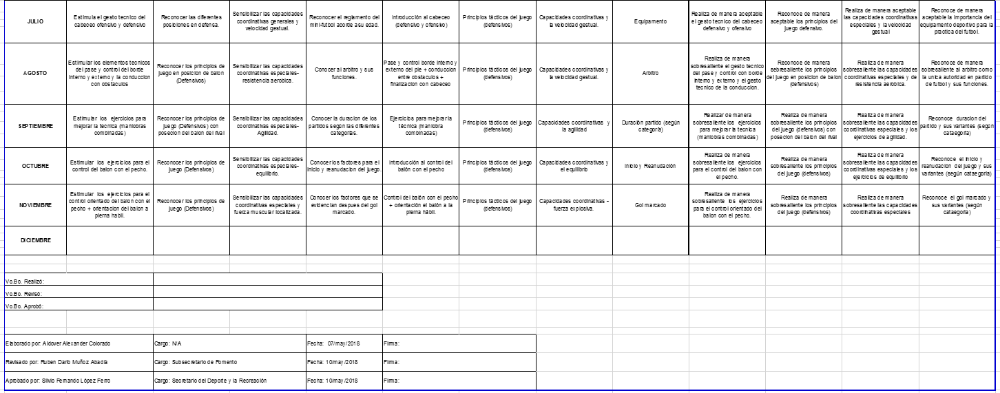 JULIO
Estimula el gesto tecnico del
cabeceo ofensivo y defensivo
Reconocer las diferentes
posiciones en defensa.
Sensibilizar las capacidades
coordinativas generales y
velocidad gestual.
Reconocer el reglamento del
mini-futbol acorde a su edad.
Introducción al cabeceo
(defensivo y ofensivo)
Principios tácticos del juego
(defensivos)
Capacidades coordinativas y
la velocidad gestual.
Equipamento
Realiza de manera aceptable
el gesto tecnico del cabeceo
defensivo y ofensivo
Reconoce de manera
aceptable los principios del
juego defensivo.
Realiza de manera aceptable
las capacidades coordinativas
especiales y la velocidad
gestual
Reconoce de manera
aceptable la importancia del
equipamento deportivo para la
practica del futbol.
AGOSTO
Estimular los elementos tecnicos
del pase y control del borde
interno y externo y la conduccion
con obstaculos
Reconocer los principios de
juego en posicion de balon
(Defensivos)
Sensibilizar las capacidades
coordinativas especiales-
resistencia aerobica.
Conocer al arbitro y sus
funciones.
Pase y control borde interno y
externo del pie + conduccion
entre obstaculos +
finalizacion con cabeceo
Principios tácticos del juego
(defensivos)
Capacidades coordinativas y
la velocidad gestual.
Arbitro
Realiza de manera
sobresaliente el gesto tecnico
del pase y control con borde
interno y externo y el gesto
tecnico de la conduccion.
Reconoce de manera
sobresaliente los principios
del juego en posicion de balon
(defensivos)
Realiza de manera
sobresaliente las capacidades
coordinativas especiales y de
resistencia aerobica.
Reconoce de manera
sobresaliente al arbitro como
la unica autoridad en partido
de futbol y sus funciones.
SEPTIEMBRE
Estimular los ejercicios para
mejorar la tecnica (maniobras
combinadas)
Reconocer los principios de
juego (Defensivos) con
posecion del balon del rival
Sensibilizar las capacidades
coordinativas especiales-
Agilidad.
Conocer la duracion de los
partidos según las diferentes
categorias.
Ejercicios para mejorar la
técnica (maniobra
combinadas)
Principios tácticos del juego
(defensivos)
Capacidades coordinativas y
la agilidad
Duración partido (según
categoría)
Realizar de manera
sobresaliente los ejercicios
para mejorar la tecnica
(maniobras combinadas)
Realiza de manera
sobresaliente los principios
del juego (defensivos) con
posecion del balon del rival
Realiza de manera
sobresaliente las capacidades
coordinativas especiales y los
ejercicios de agilidad.
Reconoce duracion del
partido y sus variantes (según
cataegoría)
OCTUBRE
Estimular los ejercicios para el
control del balon con el pecho.
Reconocer los principios de
juego (Defensivos)
Sensibilizar las capacidades
coordinativas especiales-
equilibrio.
Conocer los factores para el
inicio y reanudacion del juego.
Introducción al control del
balón con el pecho
Principios tácticos del juego
(defensivos)
Capacidades coordinativas y
el equilibrio
Inicio y Reanudación
Realiza de manera
sobresaliente los ejercicios
para el control del balon con
el pecho.
Realiza de manera
sobresaliente los principios
del juego (defensivos)
Realiza de manera
sobresaliente las capacidades
coordinativas especiales y los
ejercicios de equilibrio
Reconoce el inicio y
reanudacion del juego y sus
variantes (según cataegoría)
NOVIEMBRE
Estimular los ejercicios para el
control orientado del balon con el
pecho + orientacion del balon a
pierna habil.
Reconocer los principios de
juego (Defensivos)
Sensibilizar las capacidades
coordinativas especiales y
fuerza muscular localizada.
Conocer los factores que se
evidencian despues del gol
marcado.
Control del balón con el pecho
+ orientación el balón a la
pierna hábil.
Principios tácticos del juego
(defensivos)
Capacidades coordinativas -
fuerza explosiva.
Gol marcado
Realiza de manera
sobresaliente los ejercicios
para el control orientado del
balon con el pecho.
Realiza de manera
sobresaliente los principios
del juego (defensivos)
Realiza de manera
sobresaliente las capacidades
coordinativas especiales
Reconoce el gol marcado y
sus variantes (según
cataegoría)
DICIEMBRE
Vo.Bo. Realizó:
Vo.Bo. Revisó:
Vo.Bo. Aprobó:
Elaborado por: Aldover Alexander Colorado
Cargo: N/A
Fecha: 07/may/2018
Firma:
Revisado por: Ruben Darío Muñoz Abadía
Cargo: Subsecretario de Fomento
Fecha: 10/may/2018
Firma:
Aprobado por: Silvio Fernando López Ferro
Cargo: Secretario del Deporte y la Recreación
Fecha: 10/may/2018
Firma: